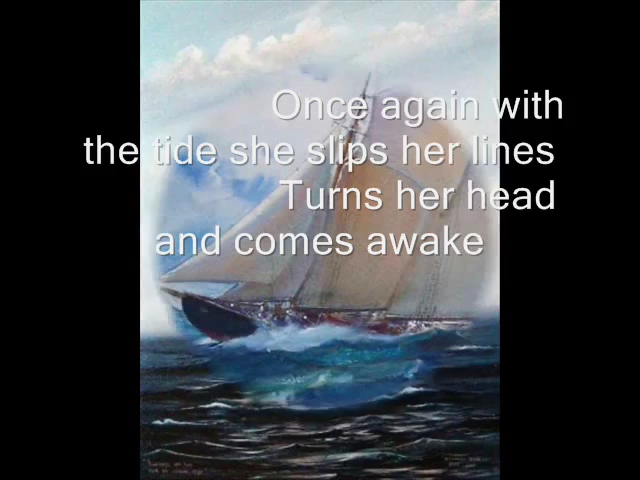 Once again with
the tide she slips her lines
Turns her head
and comes awake